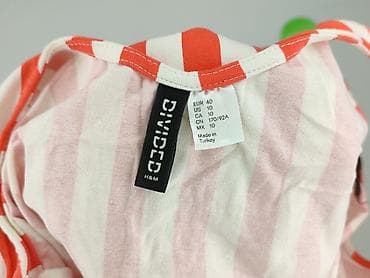 DIVIDED
H&M
EUR 40
US 10
CA 10
CN 170/92A
MX 10
Made in
Turkey